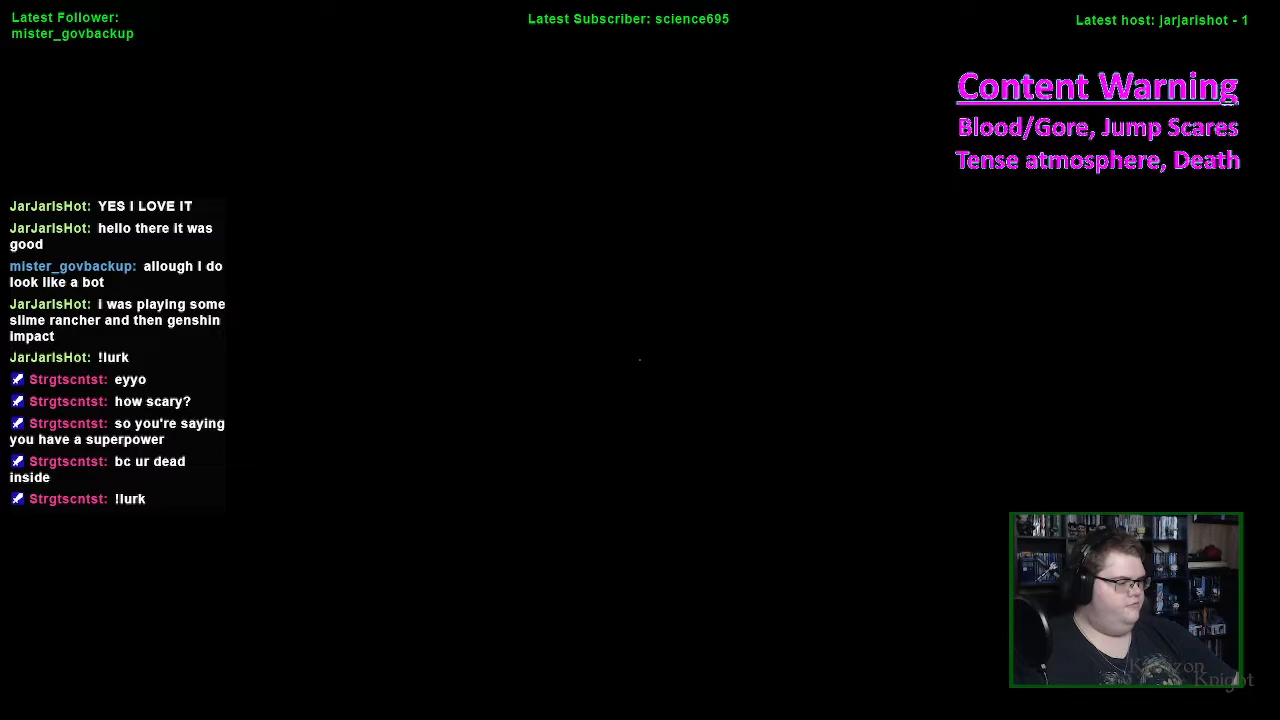 Latest Follower:
mister_govbackup
Latest Subscriber: science695
Latest host: jarjarishot - 1
Content Warning
Blood/Gore, Jump Scares
Tense atmosphere, Death
JarJarIsHot: YES I LOVE IT
JarJarIsHot: hello there it was
good
mister_govbackup: allough I do
look like a bot
JarJarIsHot: i was playing some
slime rancher and then genshin
impact
JarJarIsHot: !lurk
Strgtscntst: eyyo
Strgtscntst: how scary?
Strgtscntst: so you're saying
you have a superpower
Strgtscntst: bc ur dead
inside
Strgtscntst: !lurk
Knight